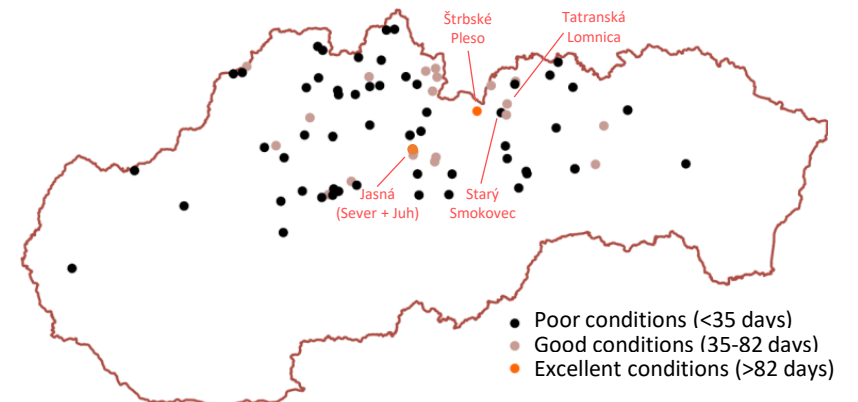 Štrbské
Pleso
Tatranská
Lomnica
Jasná
(Sever + Juh)
Starý
Smokovec
Poor conditions (<35 days)
Good conditions (35-82 days)
Excellent conditions (>82 days)